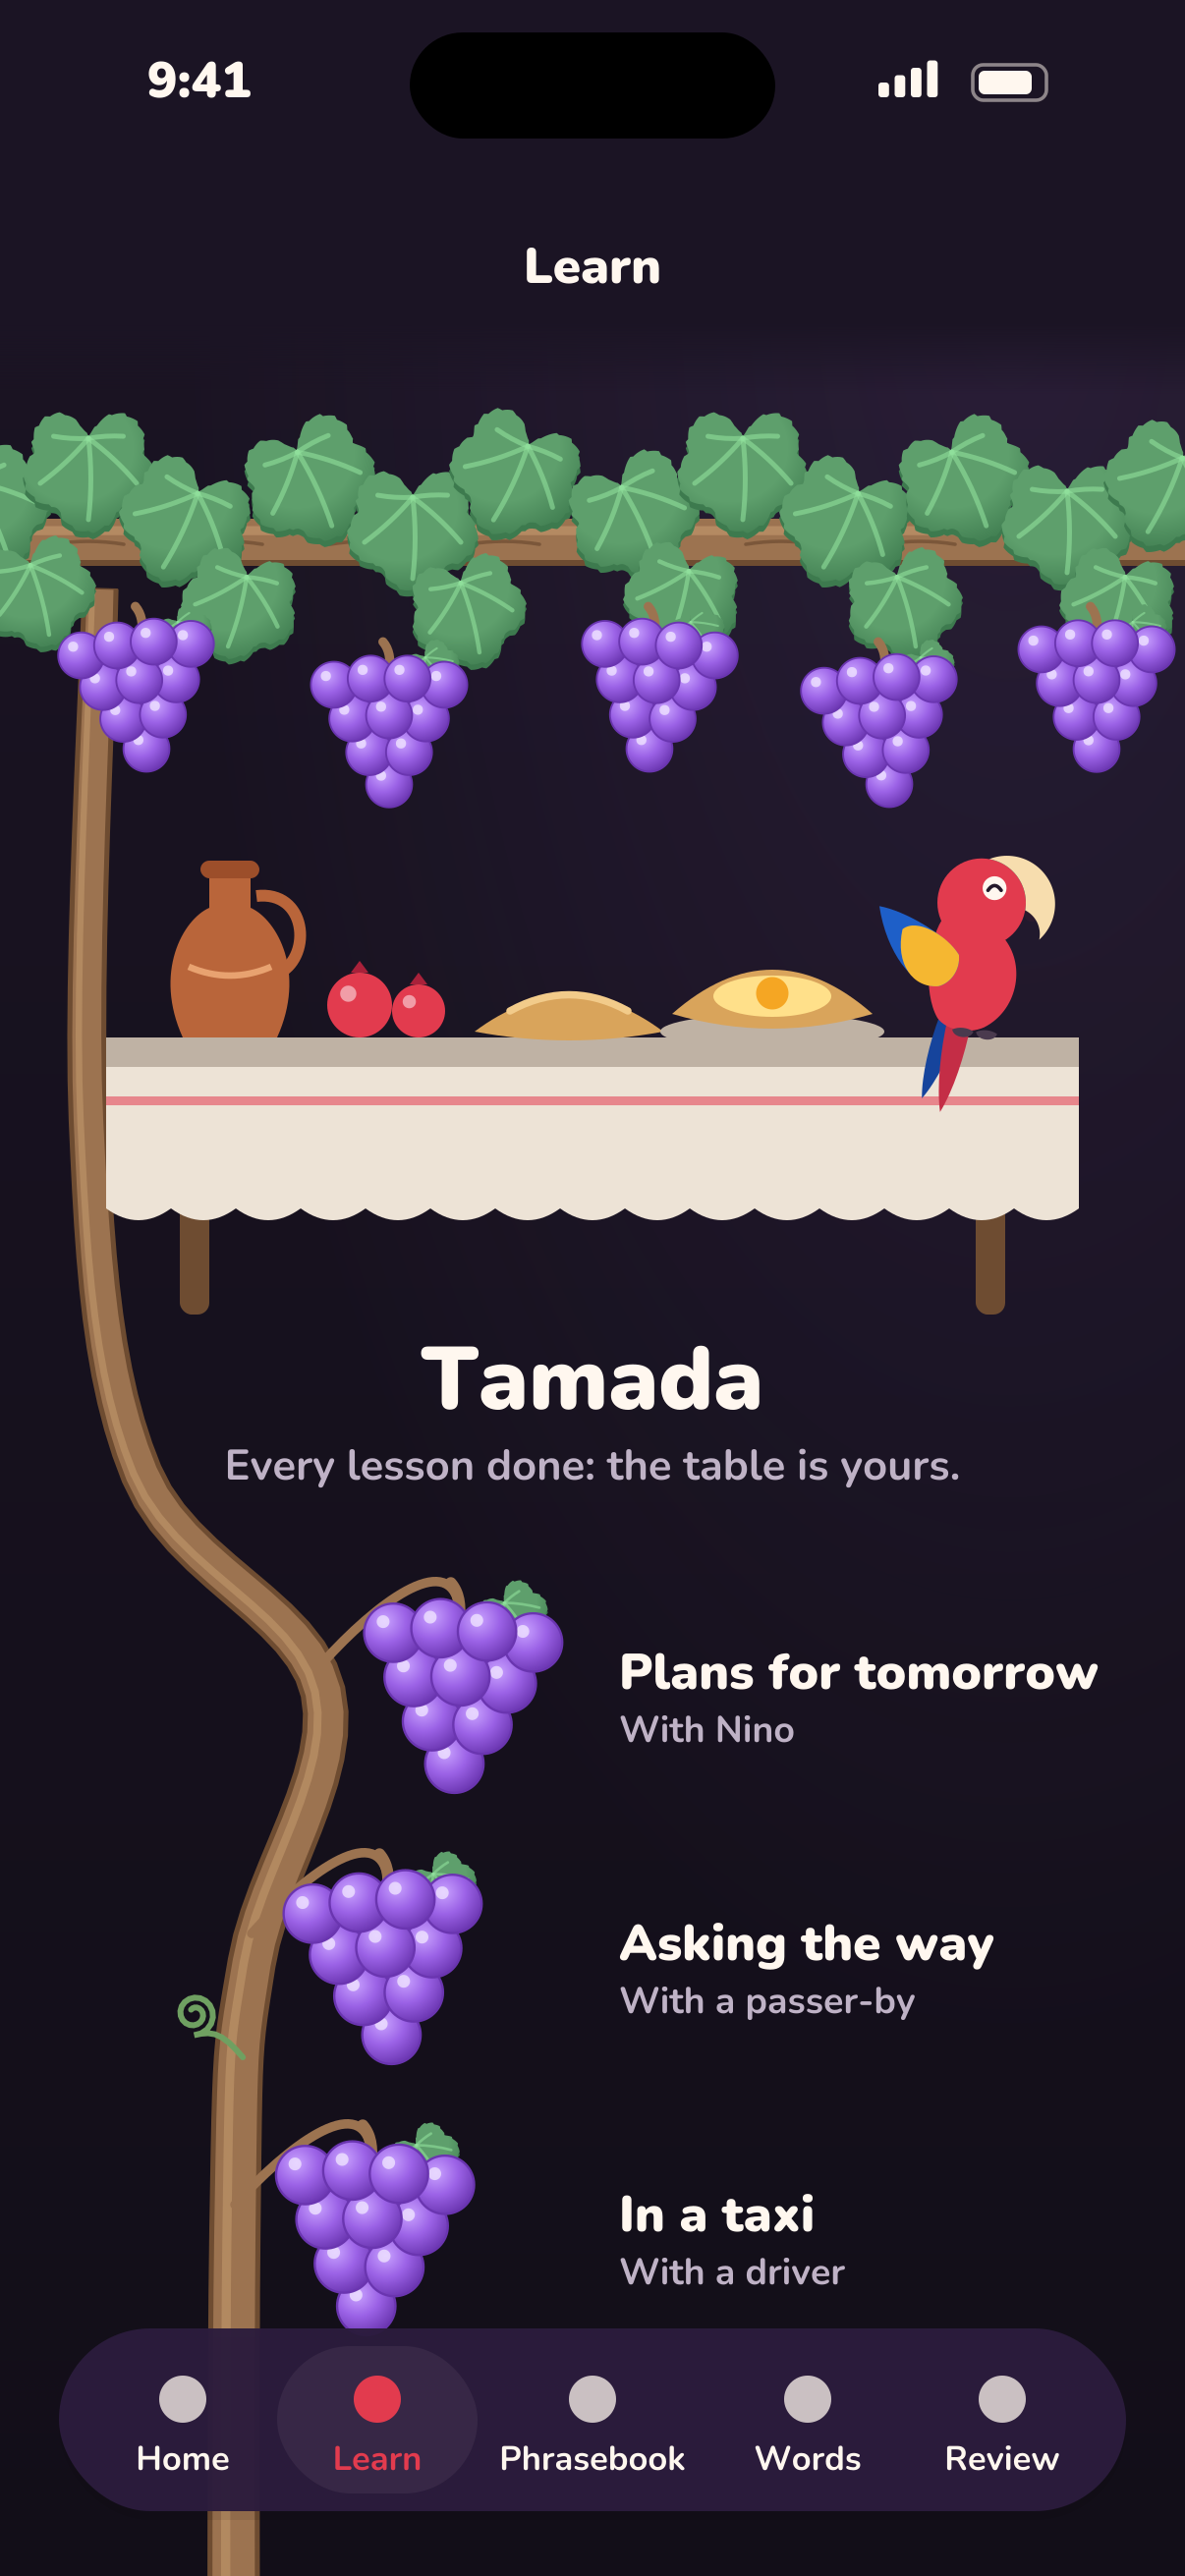 9:41
Learn
Tamada
Every lesson done: the table is yours.
Plans for tomorrow
With Nino
Asking the way
With a passer-by
In a taxi
With a driver
Home
Learn
Phrasebook
Words
Review